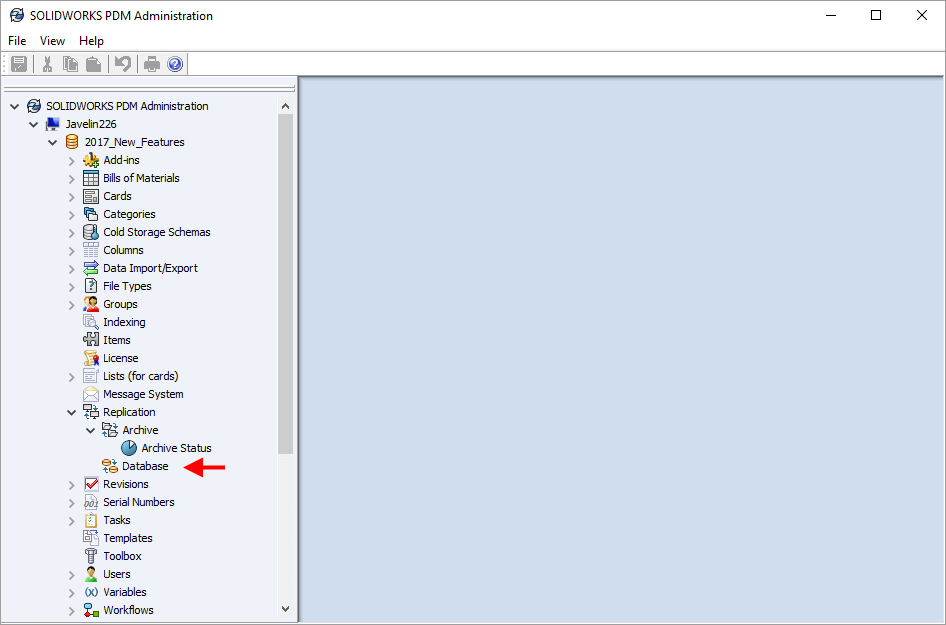 SOLIDWORKS PDM Administration
File View Help
SOLIDWORKS PDM Administration
Javelin226
2017_New_Features
Add-ins
Bills of Materials
Cards
Categories
Cold Storage Schemas
Columns
Data Import/Export
File Types
Groups
Indexing
Items
License
Lists (for cards)
Message System
Replication
Archive
Archive Status
Database
Revisions
Serial Numbers
Tasks
Templates
Toolbox
Users
Variables
Workflows